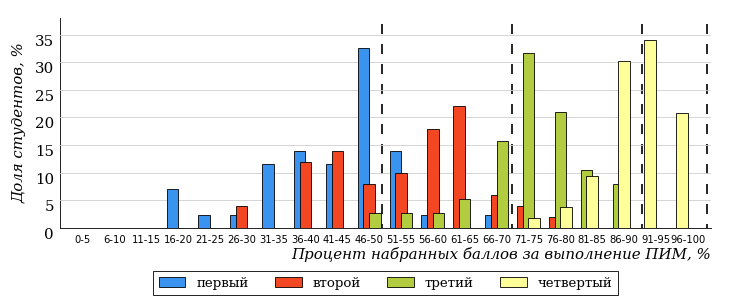 Доля студентов, %
35
30
25
20
15
10
5
0
0-5 6-10 11-15 16-20 21-25 26-30 31-35 36-40 41-45 46-50 51-55 56-60 61-65 66-70 71-75 76-80 81-85 86-90 91-95 96-100
Процент набранных баллов за выполнение ПИМ, %
первый второй третий четвертый